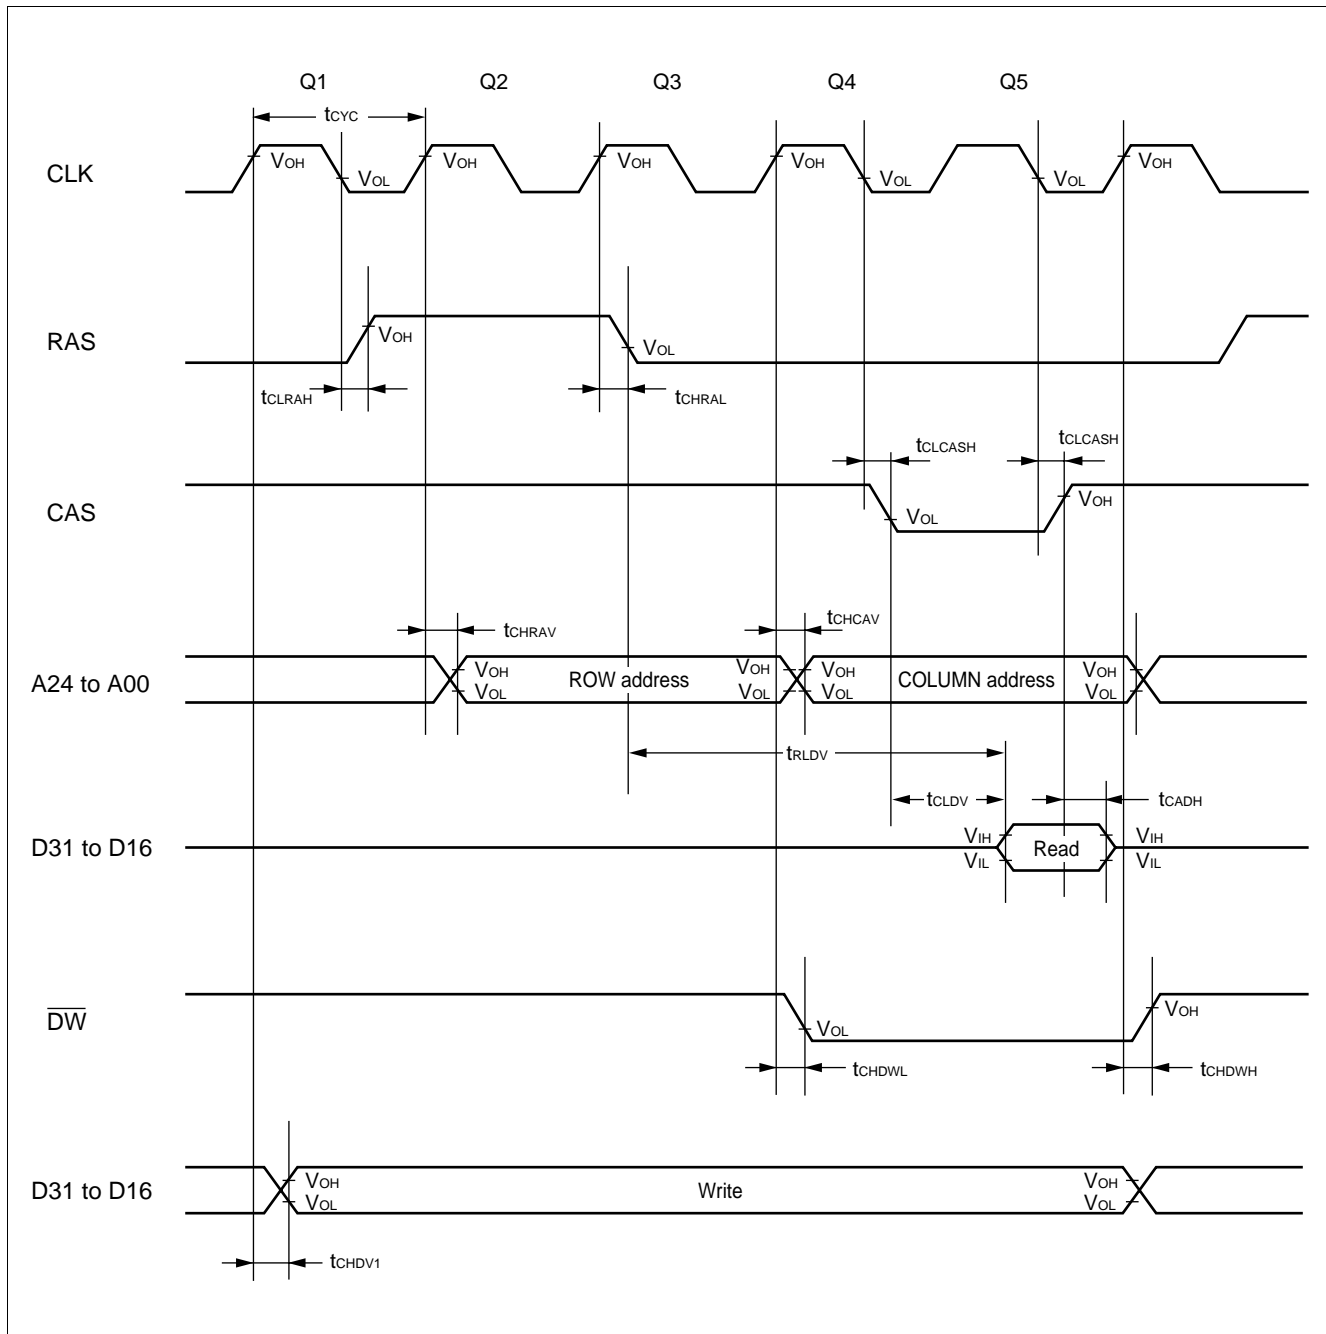 Q1 Q2 Q3 Q4 Q5
tCYC
CLK VOH VOL VOH VOH VOH VOL VOL VOH
RAS VOH VOL
tCLRAH tCHRAL
tCLCASH tCLCASH
CAS VOL VOH
tCHRAV tCHCAV
A24 to A00 VOH VOL ROW address VOH VOL VOH VOL COLUMN address VOH VOL
tRLDV
tCLDV tCADH
D31 to D16 VIH VIL Read VIH VIL
DW VOL VOH
tCHDWL tCHDWH
D31 to D16 VOH VOL Write VOH VOL
tCHDV1